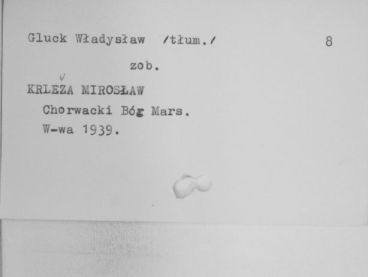 Gluck Władysław /tłum./ 8
zob.
KRLEŽA MIROSŁAW
Chorwacki Bóg Mars.
W-wa 1939.